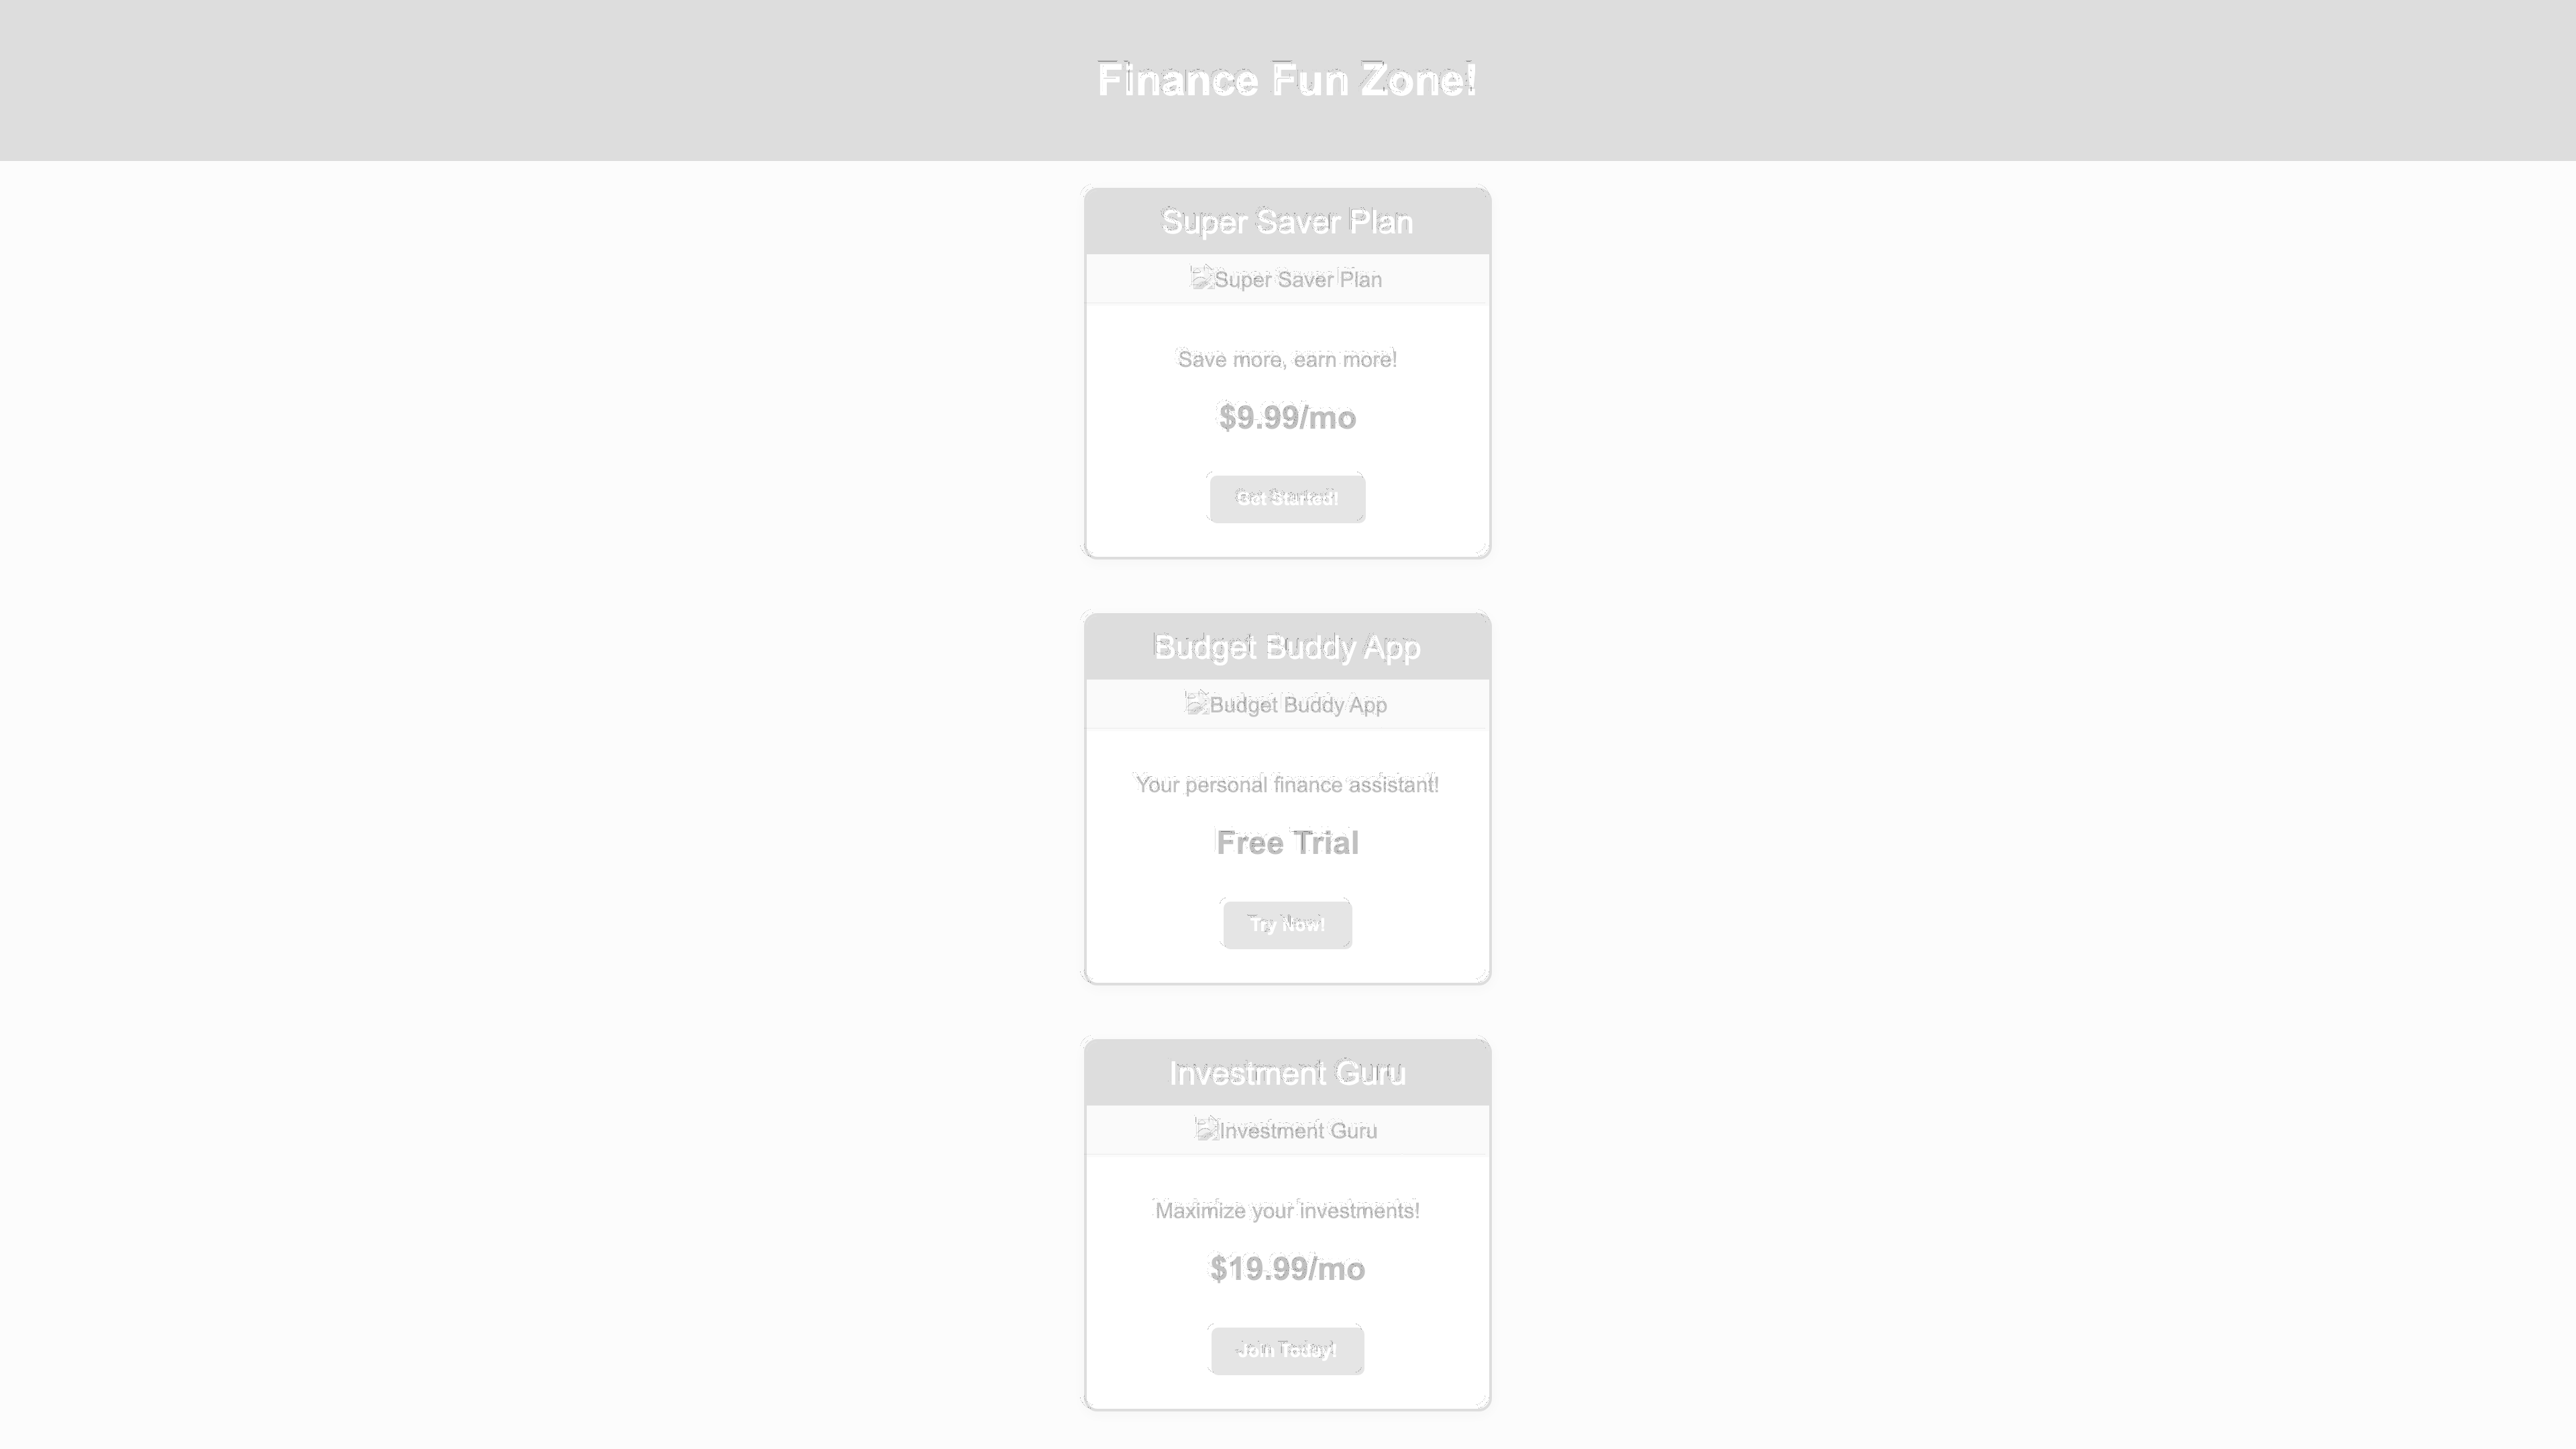 Finance Fun Zone!
Super Saver Plan
Super Saver Plan
Save more, earn more!
$9.99/mo
Get Started!
Budget Buddy App
Budget Buddy App
Your personal finance assistant!
Free Trial
Try Now!
Investment Guru
Investment Guru
Maximize your investments!
$19.99/mo
Join Today!